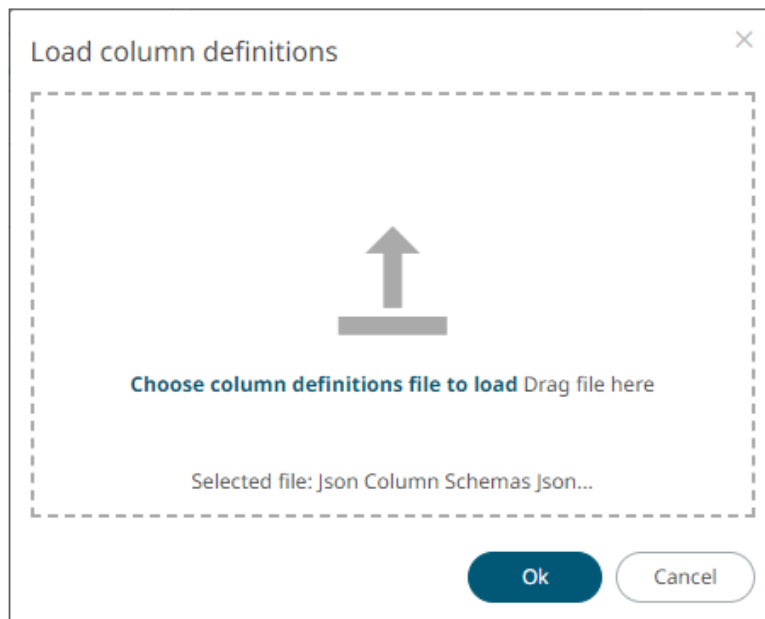 Load column definitions
Choose column definitions file to load Drag file here
Selected file: Json Column Schemas Json...
Ok
Cancel